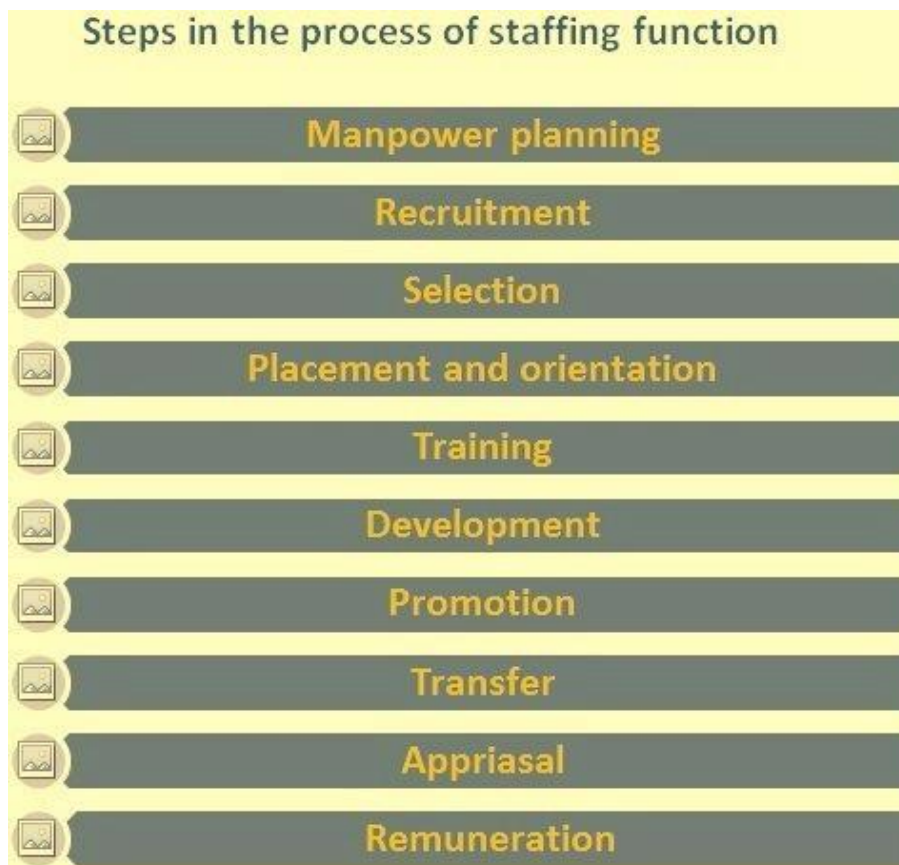 Steps in the process of staffing function
Manpower planning
Recruitment
Selection
Placement and orientation
Training
Development
Promotion
Transfer
Appriasal
Remuneration